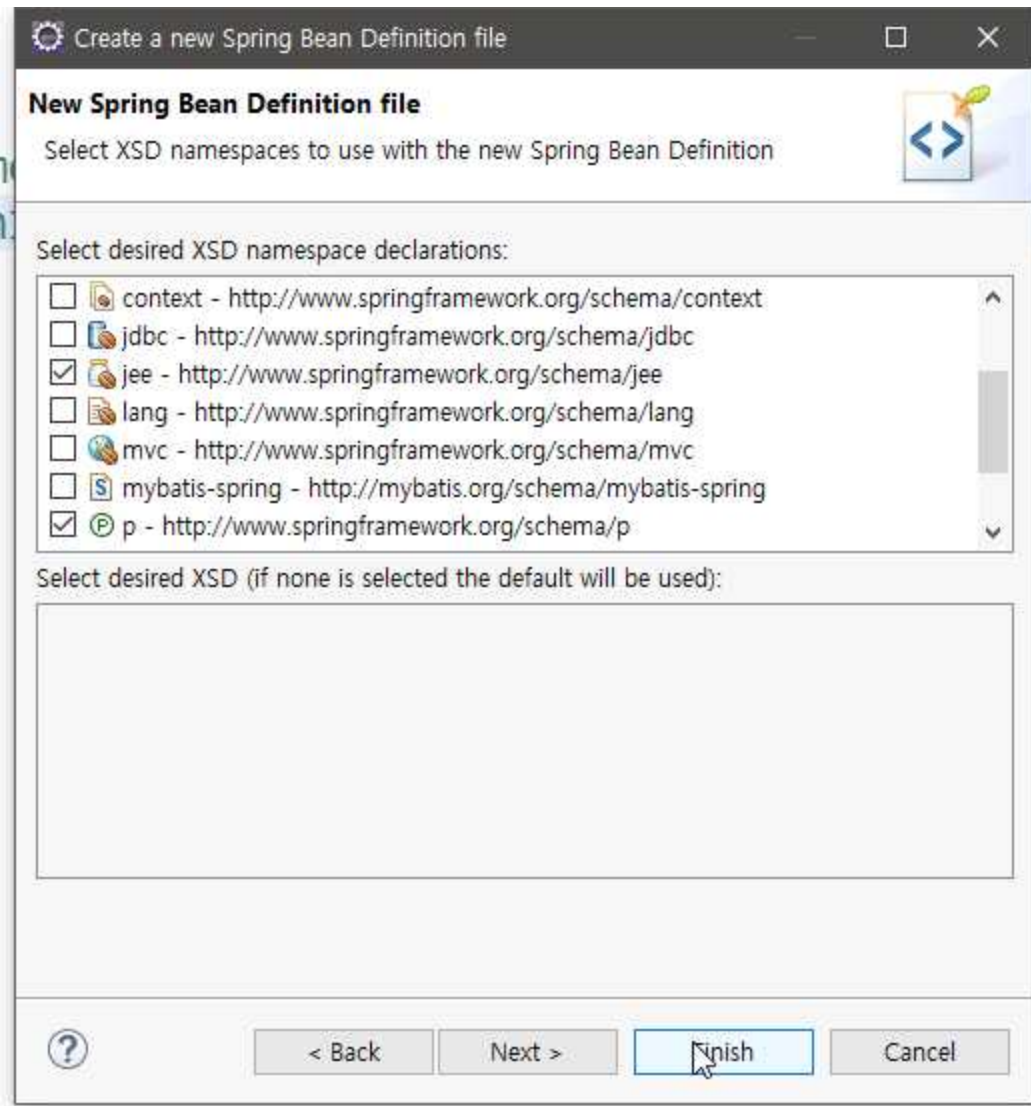 Create a new Spring Bean Definition file
New Spring Bean Definition file
Select XSD namespaces to use with the new Spring Bean Definition
Select desired XSD namespace declarations:
context - http://www.springframework.org/schema/context
jdbc - http://www.springframework.org/schema/jdbc
jee - http://www.springframework.org/schema/jee
lang - http://www.springframework.org/schema/lang
mvc - http://www.springframework.org/schema/mvc
S mybatis-spring - http://mybatis.org/schema/mybatis-spring
P p - http://www.springframework.org/schema/p
Select desired XSD (if none is selected the default will be used):
? < Back Next > Finish Cancel